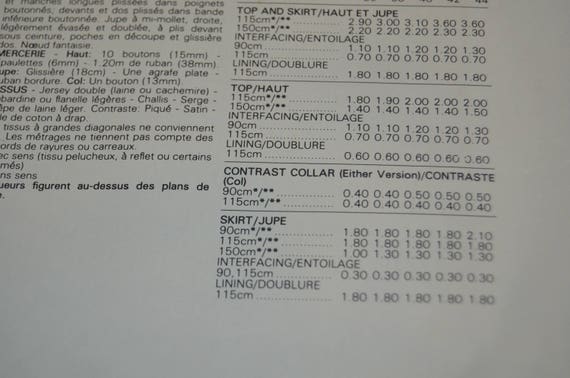 et manches longues plissées dans poignets
boutonnés, devants et dos plissés dans bande
inférieure boutonnée. Jupe à mi-mollet, droite,
légèrement évasée et doublée, à plis devant
sous ceinture, poches en découpe et glissière
dos. Nœud fantaisie.
MERCERIE - Haut: 10 boutons (15mm) -
paulettes (6mm) - 1.20m de ruban (38mm).
upe: Glissière (18cm) - Une agrafe plate -
uban bordure. Col: Un bouton (13mm).
SSUS - Jersey double (laine ou cachemire) -
bardine ou flanelle légères - Challis - Serge -
êpe de laine léger. Contraste: Piqué - Satin -
le de coton à drap.
tissus à grandes diagonales ne conviennent
Les métrages ne tiennent pas compte des
ords de rayures ou carreaux.
ec sens (tissu pelucheux, à reflet ou certains
més)
ns sens
ueurs figurent au-dessus des plans de
e.
TOP AND SKIRT/HAUT ET JUPE
115cm*/** 2.90 3.00 3.10 3.60 3.60
150cm*/** 2.20 2.20 2.30 2.30 2.30
INTERFACING/ENTOILAGE
90cm 1.10 1.10 1.20 1.20 1.30
115cm 0.70 0.70 0.70 0.70 0.70
LINING/DOUBLURE
115cm 1.80 1.80 1.80 1.80 1.80
TOP/HAUT
115cm*/** 1.80 1.90 2.00 2.00 2.00
150cm*/** 1.40 1.40 1.40 1.40 1.50
INTERFACING/ENTOILAGE
90cm 1.10 1.10 1.20 1.20 1.30
115cm 0.70 0.70 0.70 0.70 0.70
LINING/DOUBLURE
115cm 0.60 0.60 0.60 0.60 0.60
CONTRAST COLLAR (Either Version)/CONTRASTE
(Col)
90cm*/** 0.40 0.40 0.50 0.50 0.50
115cm*/** 0.40 0.40 0.40 0.40 0.40
SKIRT/JUPE
90cm*/** 1.80 1.80 1.80 1.80 2.10
115cm*/** 1.80 1.80 1.80 1.80 1.80
150cm*/** 1.00 1.30 1.30 1.30 1.30
INTERFACING/ENTOILAGE
90,115cm 0.30 0.30 0.30 0.30 0.30
LINING/DOUBLURE
115cm 1.80 1.80 1.80 1.80 1.80